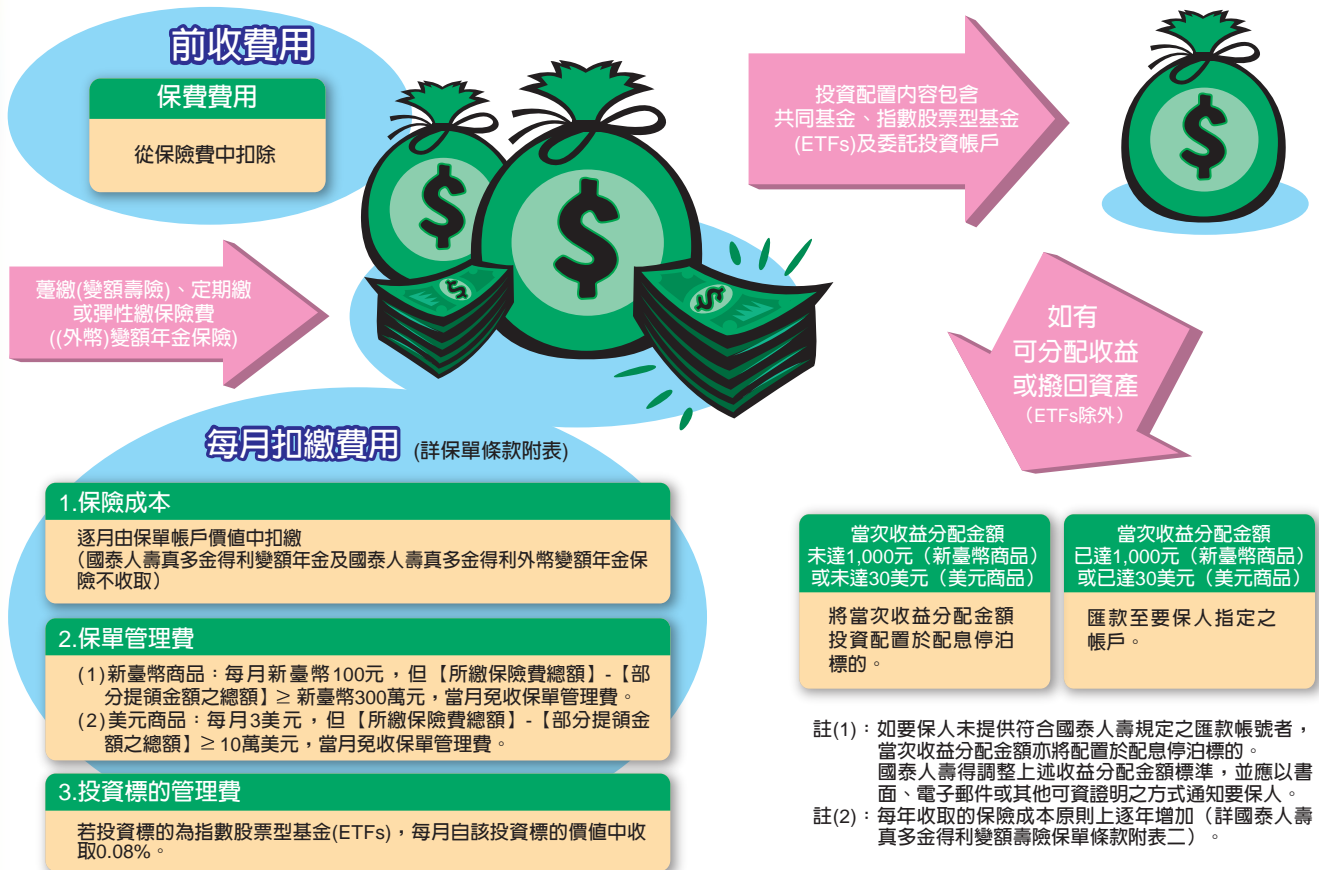 前收費用
保費費用
從保險費中扣除
躉繳(變額壽險)、定期繳
或彈性繳保險費
((外幣)變額年金保險)
$
$
$
$
投資配置內容包含
共同基金、指數股票型基金
(ETFs)及委託投資帳戶
$
如有
可分配收益
或撥回資產
（ETFs除外）
每月扣繳費用 (詳保單條款附表)
1.保險成本
逐月由保單帳戶價值中扣繳
（國泰人壽真多金得利變額年金及國泰人壽真多金得利外幣變額年金保
險不收取）
2.保單管理費
(1)新臺幣商品：每月新臺幣100元，但【所繳保險費總額】-【部
分提領金額之總額】≥ 新臺幣300萬元，當月免收保單管理費。
(2)美元商品：每月3美元，但【所繳保險費總額】-【部分提領金
額之總額】≥ 10萬美元，當月免收保單管理費。
3.投資標的管理費
若投資標的為指數股票型基金(ETFs)，每月自該投資標的價值中收
取0.08%。
當次收益分配金額
未達1,000元（新臺幣商品）
或未達30美元（美元商品）
將當次收益分配金額
投資配置於配息停泊
標的。
當次收益分配金額
已達1,000元（新臺幣商品）
或已達30美元（美元商品）
匯款至要保人指定之
帳戶。
註(1)：如要保人未提供符合國泰人壽規定之匯款帳號者，
當次收益分配金額亦將配置於配息停泊標的。
國泰人壽得調整上述收益分配金額標準，並應以書
面、電子郵件或其他可資證明之方式通知要保人。
註(2)：每年收取的保險成本原則上逐年增加（詳國泰人壽
真多金得利變額壽險保單條款附表二）。